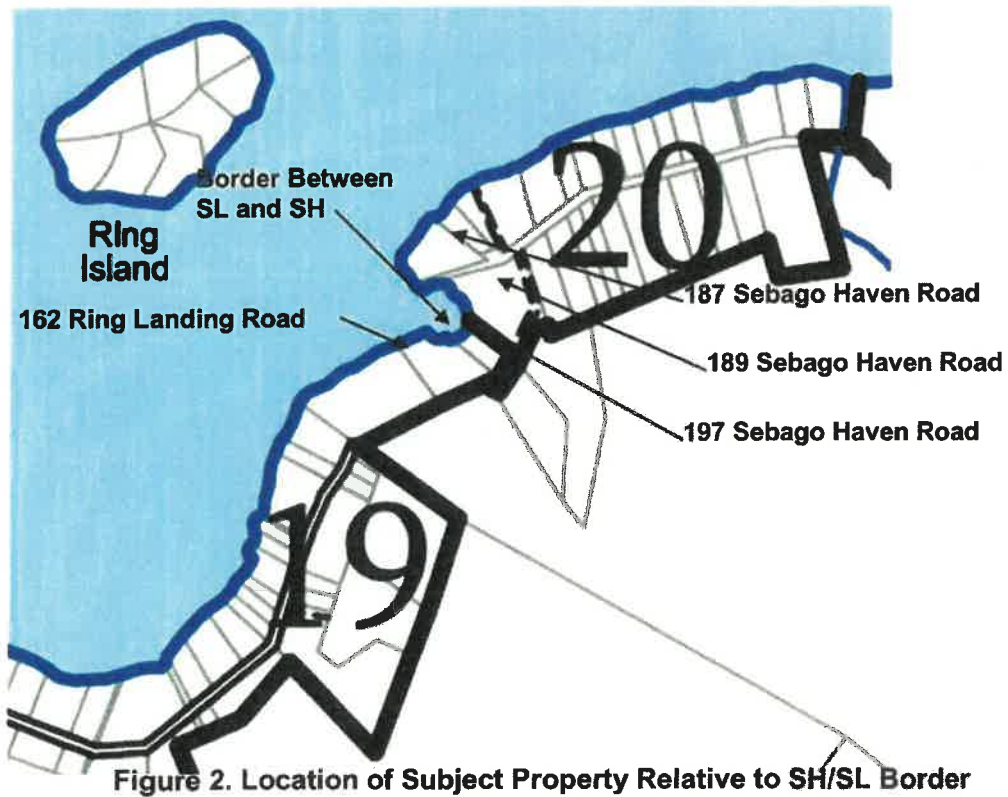 Border Between
SL and SH
20
Ring
Island
187 Sebago Haven Road
162 Ring Landing Road
189 Sebago Haven Road
197 Sebago Haven Road
19
Figure 2. Location of Subject Property Relative to SH/SL Border